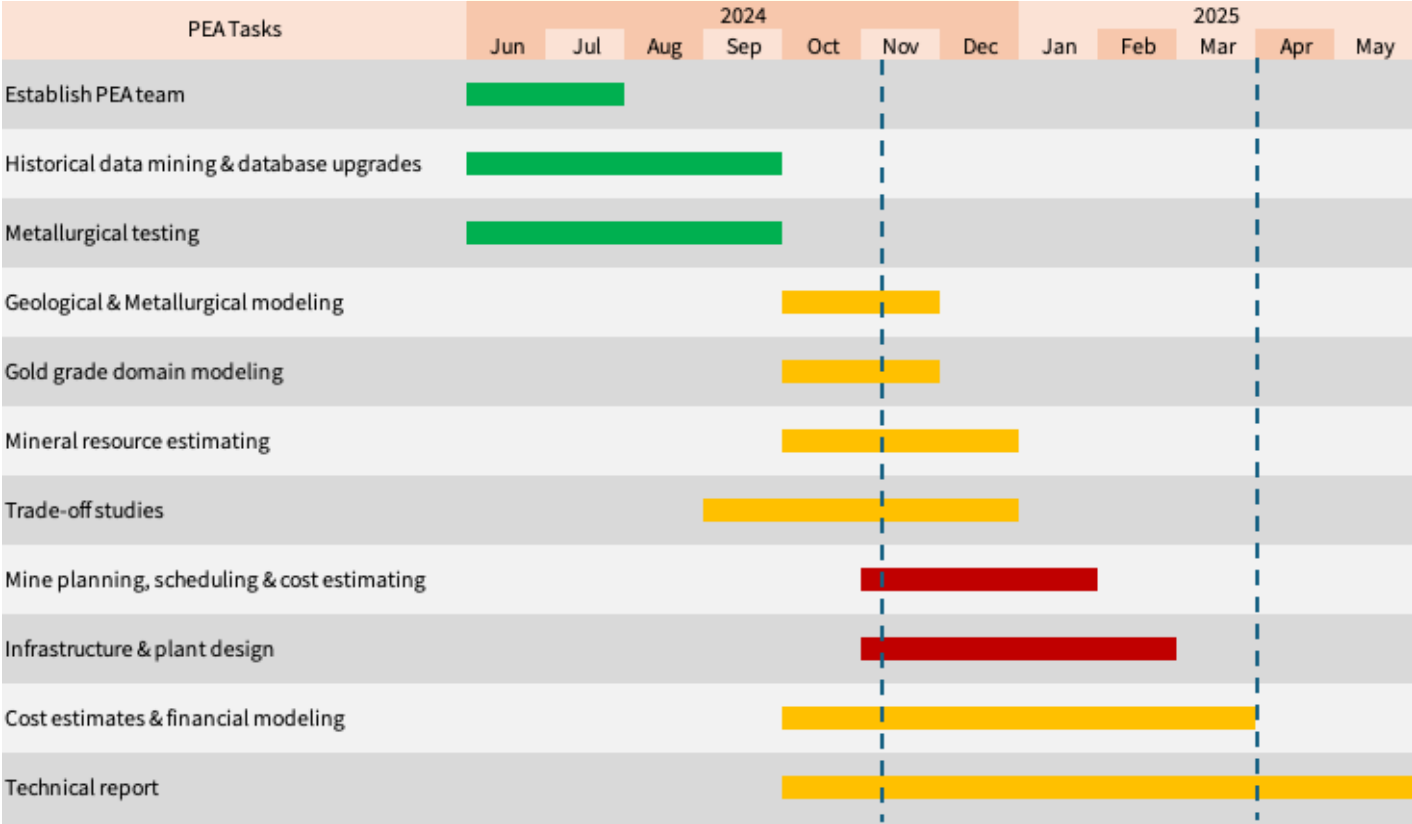 PEA Tasks
2024
2025
Jun Jul Aug Sep Oct Nov Dec Jan Feb Mar Apr May
Establish PEA team
Historical data mining & database upgrades
Metallurgical testing
Geological & Metallurgical modeling
Gold grade domain modeling
Mineral resource estimating
Trade-off studies
Mine planning, scheduling & cost estimating
Infrastructure & plant design
Cost estimates & financial modeling
Technical report